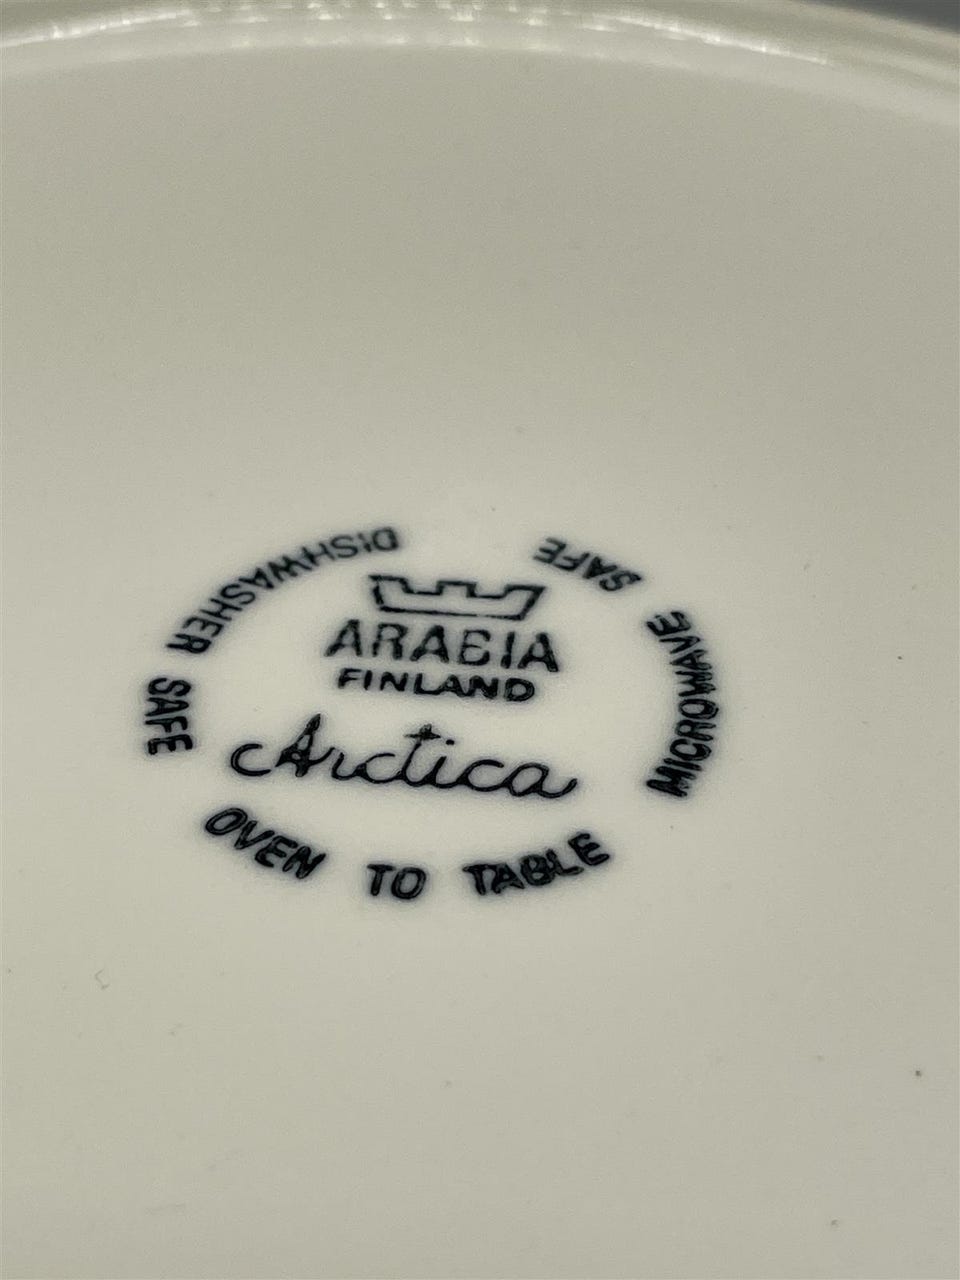 ARABIA
FINLAND
Arctica
DISHWASHER SAFE
OVEN TO TABLE
MICROWAVE SAFE